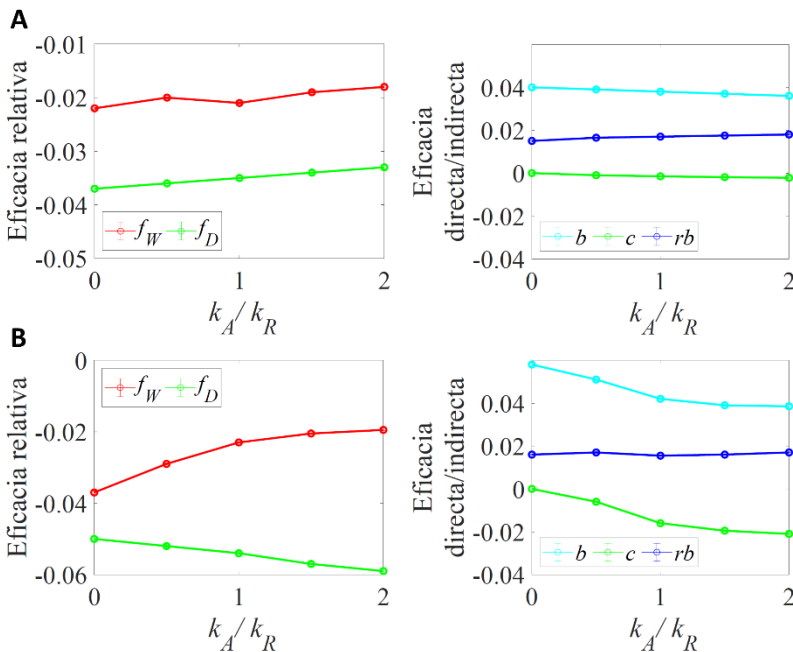 A
Eficacia relativa
-0.01
-0.02
-0.03
-0.04
-0.05
f_W f_D
0 1 2
k_A / k_R
Eficacia
directa/indirecta
0.04
0.02
0
-0.02
-0.04
b c rb
0 1 2
k_A / k_R
B
Eficacia relativa
0
-0.02
-0.04
-0.06
f_W f_D
0 1 2
k_A / k_R
Eficacia
directa/indirecta
0.04
0.02
0
-0.02
-0.04
b c rb
0 1 2
k_A / k_R